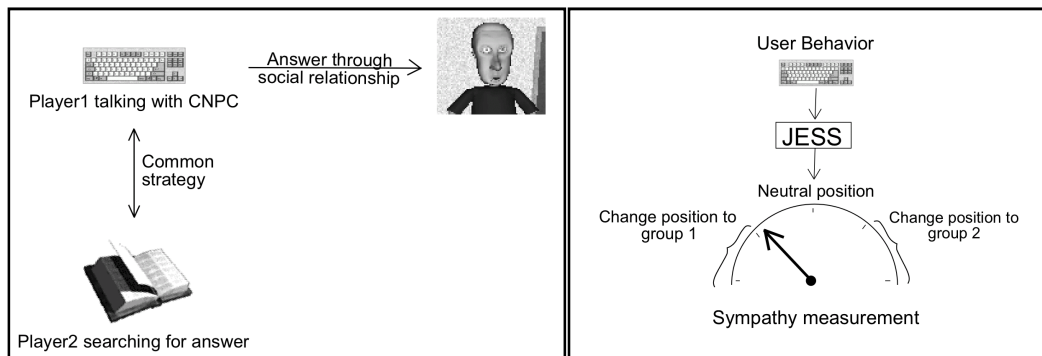 Answer through
social relationship
Player1 talking with CNPC
Common
strategy
Player2 searching for answer
User Behavior
JESS
Neutral position
Change position to
group 1
Change position to
group 2
Sympathy measurement